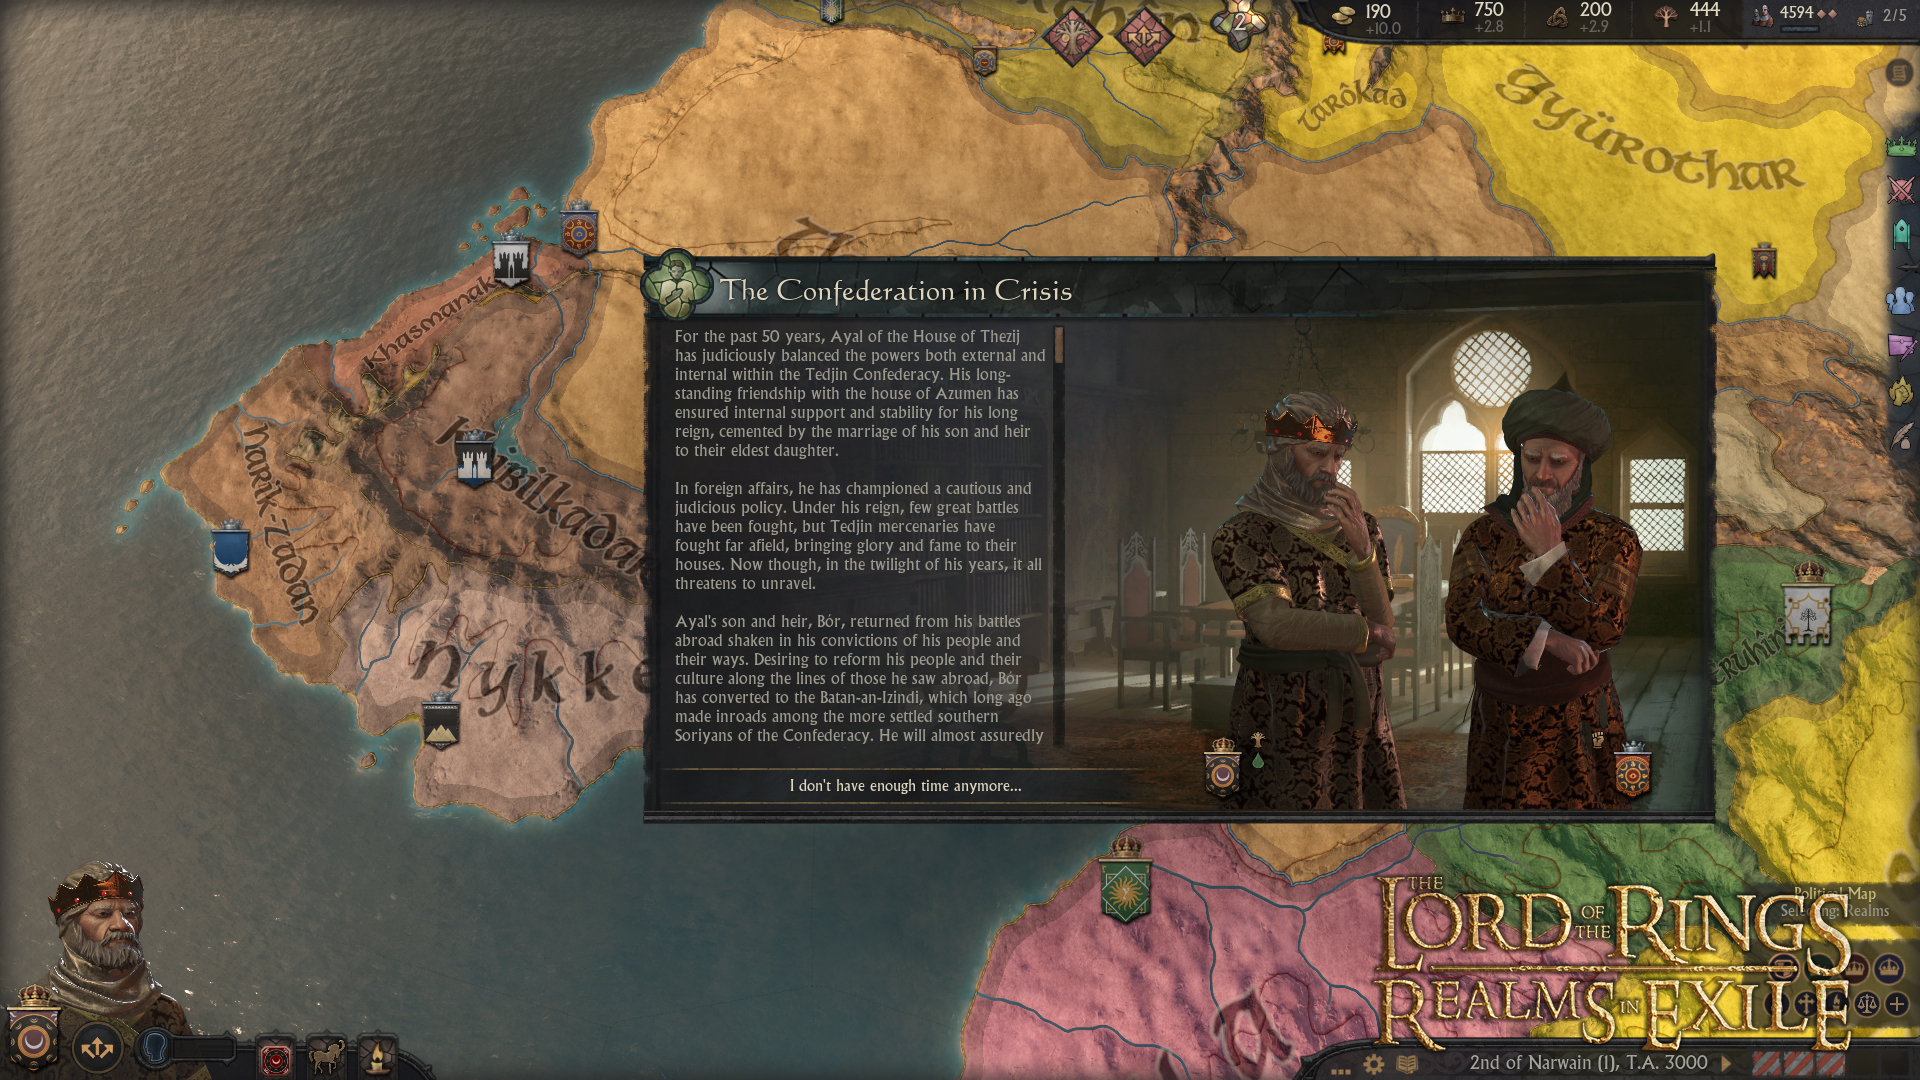 190
+10.0
750
+2.8
200
+2.9
444
+1.1
4594
2/5
2
Tarôkad
Gyürothar
Khasmanak
Narik-Zadan
Nykke
The Confederation in Crisis
For the past 50 years, Ayal of the House of Thezij
has judiciously balanced the powers both external and
internal within the Tedjin Confederacy. His long-
standing friendship with the house of Azumen has
ensured internal support and stability for his long
reign, cemented by the marriage of his son and heir
to their eldest daughter.
In foreign affairs, he has championed a cautious and
judicious policy. Under his reign, few great battles
have been fought, but Tedjin mercenaries have
fought far afield, bringing glory and fame to their
houses. Now though, in the twilight of his years, it all
threatens to unravel.
Ayal's son and heir, Bór, returned from his battles
abroad shaken in his convictions of his people and
their ways. Desiring to reform his people and their
culture along the lines of those he saw abroad, Bór
has converted to the Batan-an-Izindi, which long ago
made inroads among the more settled southern
Soriyans of the Confederacy. He will almost assuredly
I don't have enough time anymore...
Political Map
Selecting: Realms
THE
LORD OF THE RINGS
REALMS IN EXILE
2nd of Narwain (1), T.A. 3000